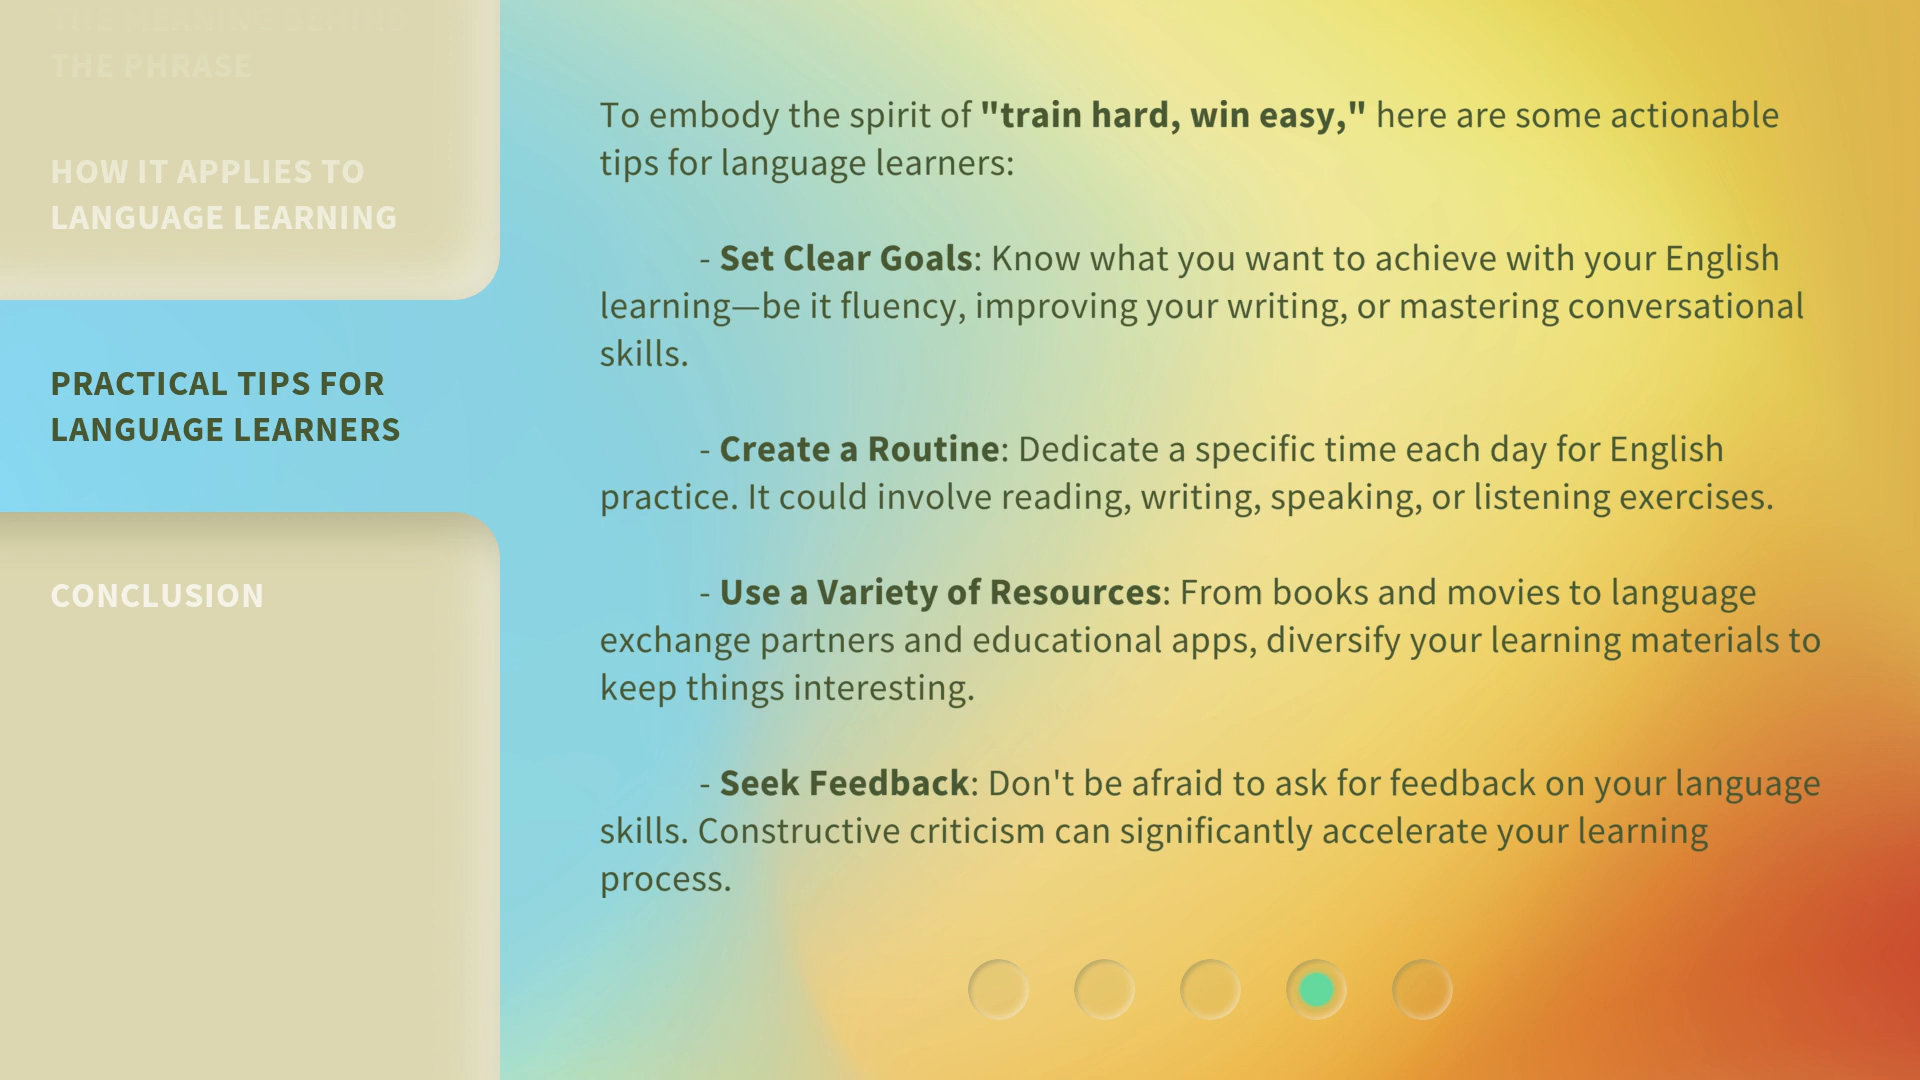 THE MEANING BEHIND
THE PHRASE
HOW IT APPLIES TO
LANGUAGE LEARNING
PRACTICAL TIPS FOR
LANGUAGE LEARNERS
CONCLUSION
To embody the spirit of "train hard, win easy," here are some actionable
tips for language learners:
- Set Clear Goals: Know what you want to achieve with your English
learning—be it fluency, improving your writing, or mastering conversational
skills.
- Create a Routine: Dedicate a specific time each day for English
practice. It could involve reading, writing, speaking, or listening exercises.
- Use a Variety of Resources: From books and movies to language
exchange partners and educational apps, diversify your learning materials to
keep things interesting.
- Seek Feedback: Don't be afraid to ask for feedback on your language
skills. Constructive criticism can significantly accelerate your learning
process.